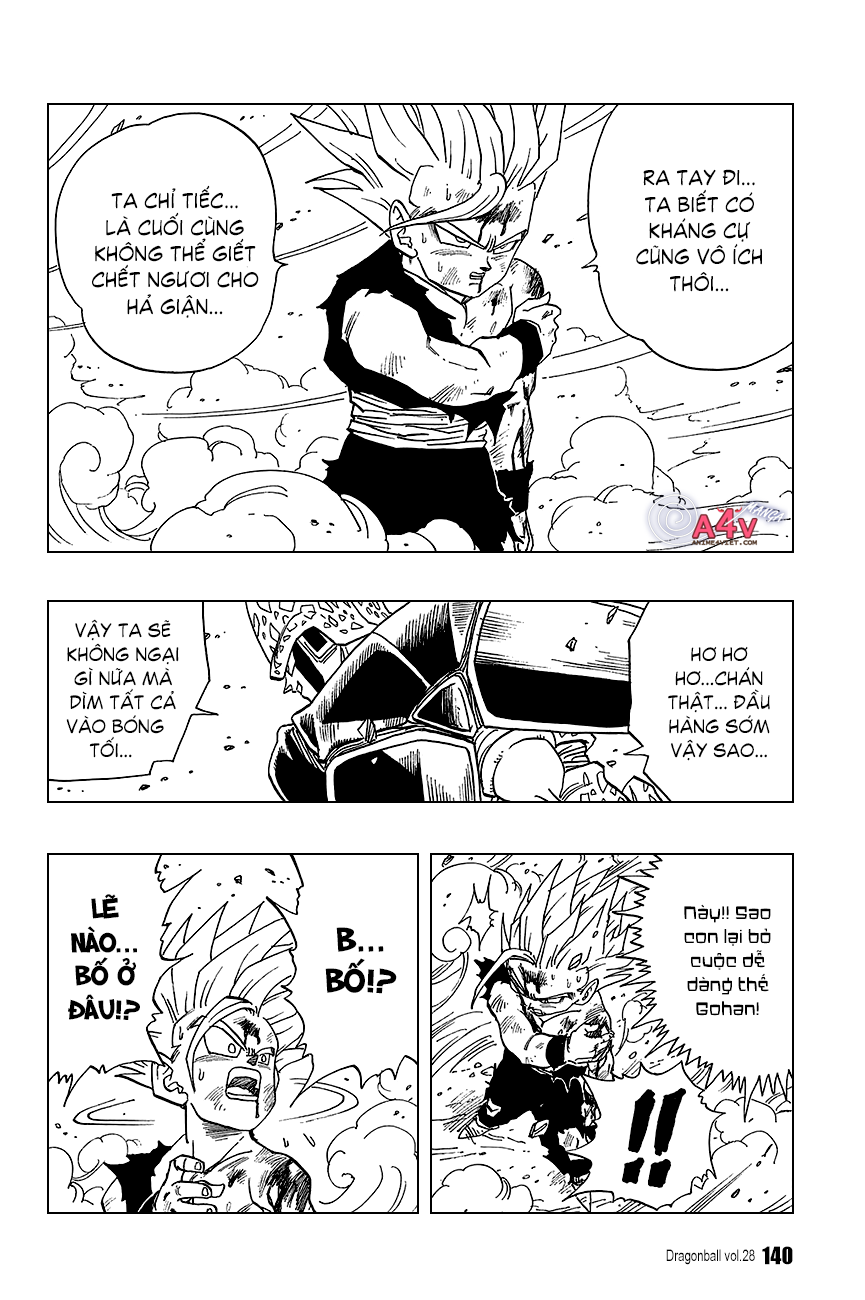 RA TAY ĐI...
TA BIẾT CÓ
KHÁNG CỰ
CŨNG VÔ ÍCH
THÔI...
TA CHỈ TIẾC...
LÀ CUỐI CÙNG
KHÔNG THỂ GIẾT
CHẾT NGƯƠI CHO
HẢ GIẬN...
A4V MANGA
ANIME4VIET.COM
HƠ HƠ
HƠ...CHÁN
THẬT... ĐẦU
HÀNG SỚM
VẬY SAO...
VẬY TA SẼ
KHÔNG NGẠI
GÌ NỮA MÀ
DÌM TẤT CẢ
VÀO BÓNG
TỐI...
Này!! Sao
con lại bỏ
cuộc dễ
dàng thế
Gohan!
!!
B...
BỐ!?
LẼ
NÀO...
BỐ Ở
ĐÂU!?
Dragonball vol.28 140